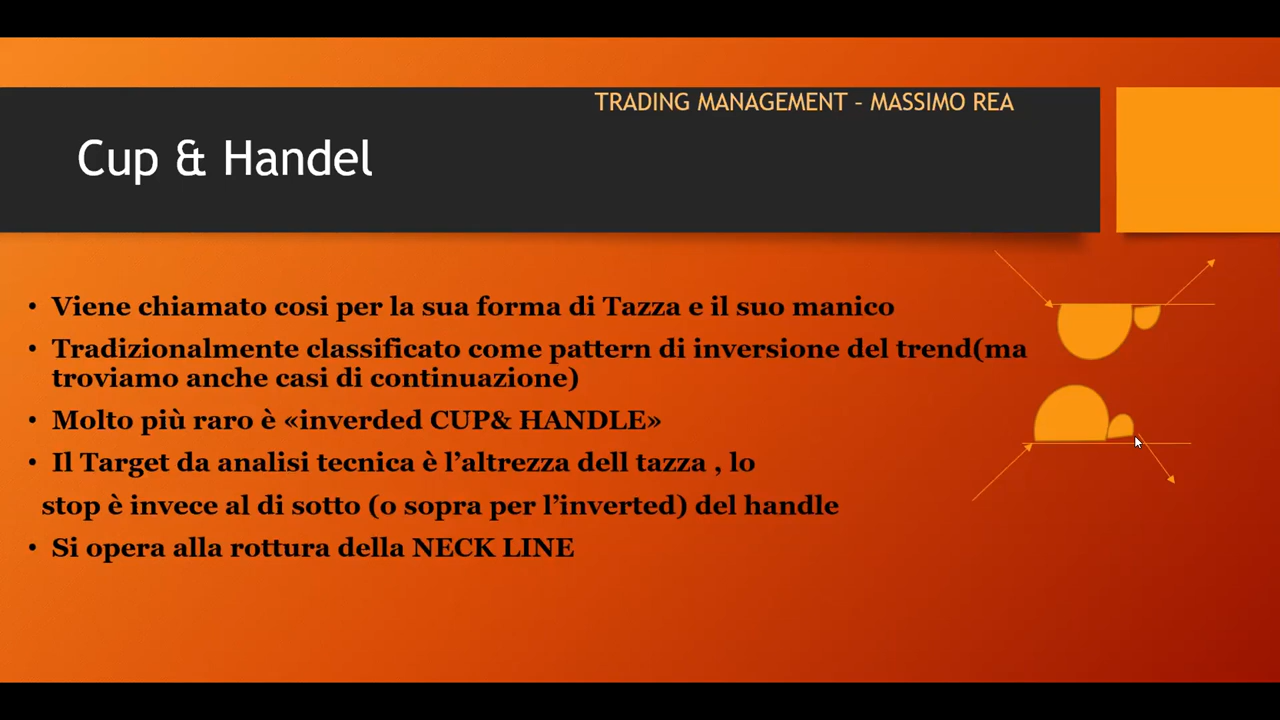 TRADING MANAGEMENT - MASSIMO REA
Cup & Handel
• Viene chiamato cosi per la sua forma di Tazza e il suo manico
• Tradizionalmente classificato come pattern di inversione del trend(ma
troviamo anche casi di continuazione)
• Molto più raro è «inverded CUP& HANDLE»
• Il Target da analisi tecnica è l’altrezza dell tazza , lo
stop è invece al di sotto (o sopra per l’inverted) del handle
• Si opera alla rottura della NECK LINE